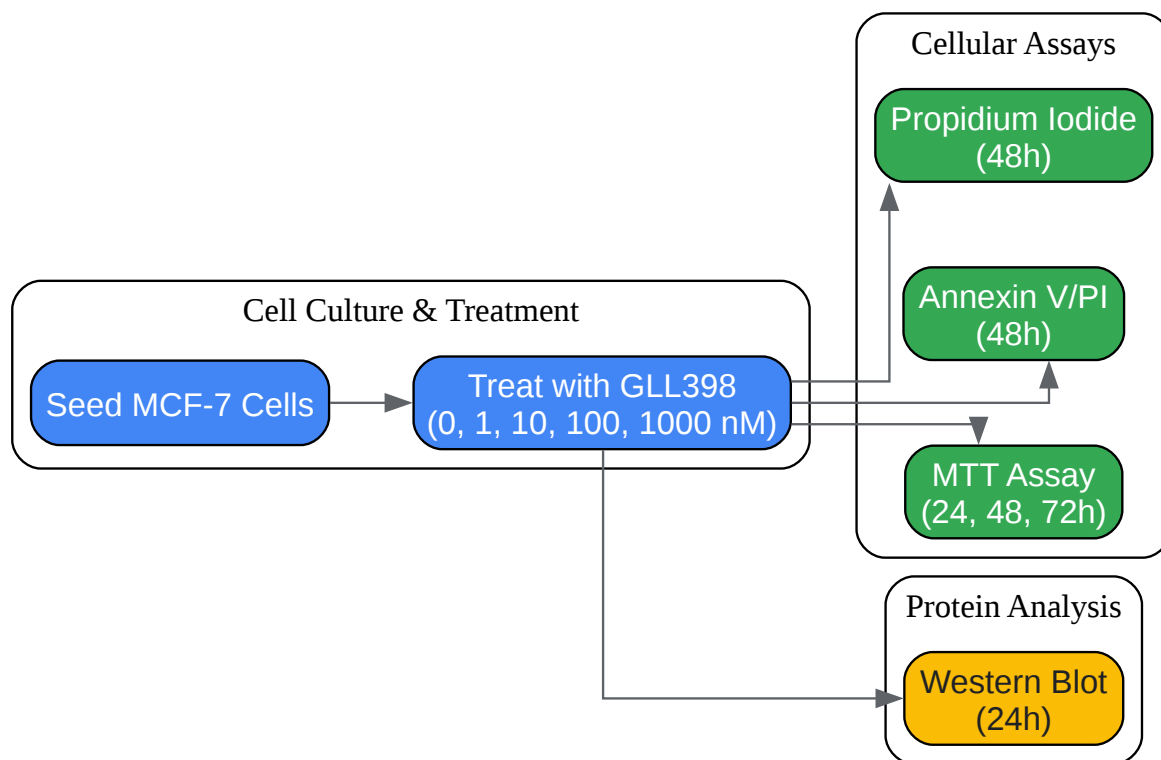 Cellular Assays
Propidium Iodide
(48h)
Annexin V/PI
(48h)
Cell Culture & Treatment
Seed MCF-7 Cells
Treat with GLL398
(0, 1, 10, 100, 1000 nM)
MTT Assay
(24, 48, 72h)
Protein Analysis
Western Blot
(24h)